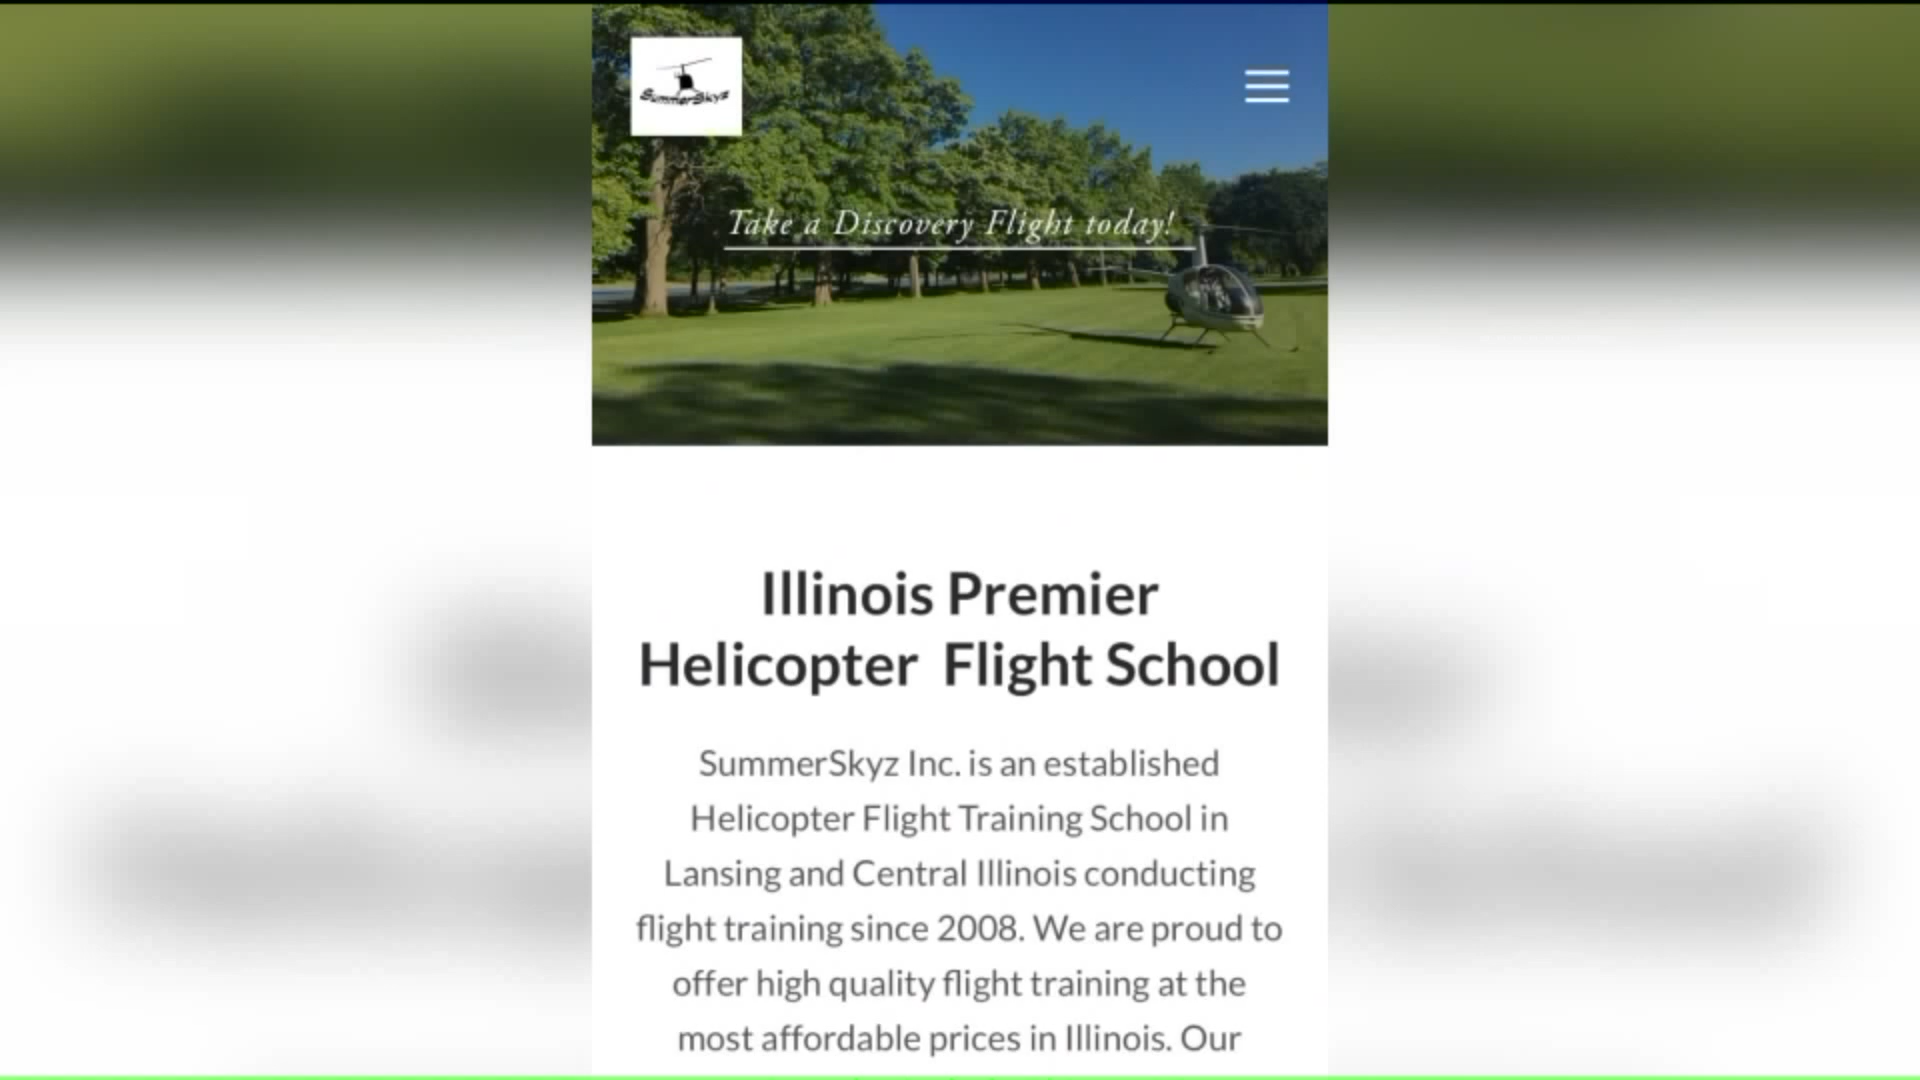 SummerSkyz
Take a Discovery Flight today!
Illinois Premier
Helicopter  Flight School
SummerSkyz Inc. is an established
Helicopter Flight Training School in
Lansing and Central Illinois conducting
flight training since 2008. We are proud to
offer high quality flight training at the
most affordable prices in Illinois. Our